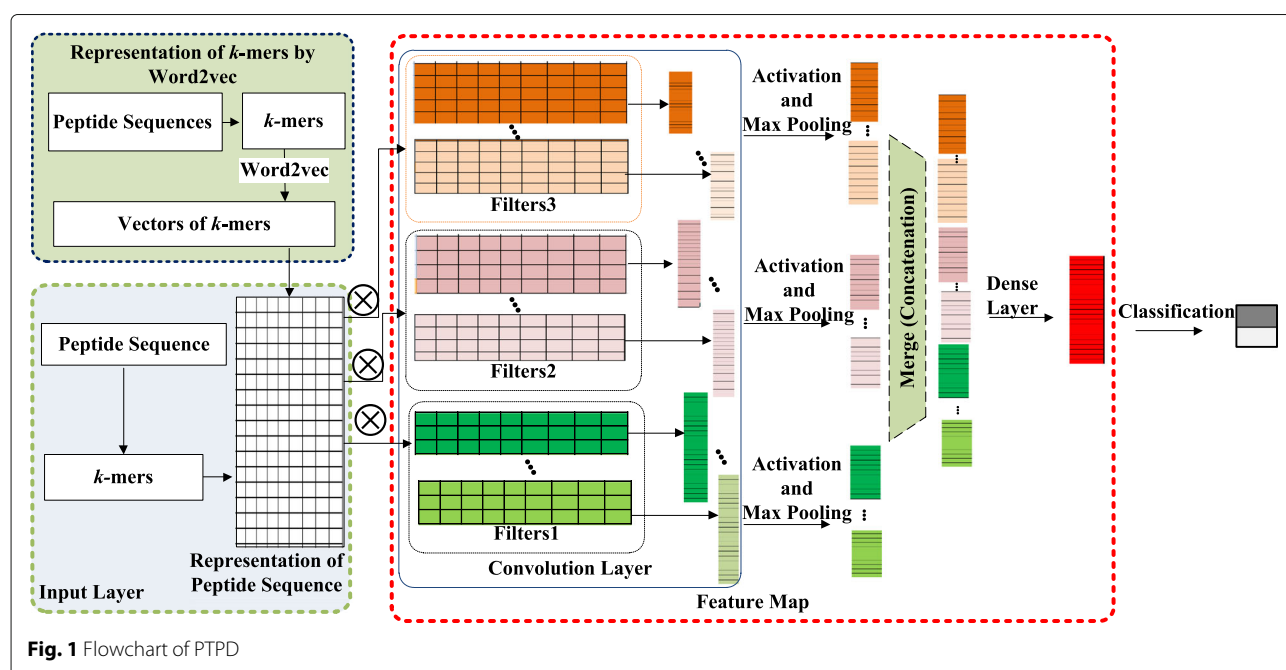 Representation of k-mers by
Word2vec
Peptide Sequences
k-mers
Word2vec
Vectors of k-mers
Peptide Sequence
k-mers
Representation of
Peptide Sequence
Input Layer
Filters3
Filters2
Filters1
Convolution Layer
Feature Map
Activation
and
Max Pooling
Activation
and
Max Pooling
Activation
and
Max Pooling
Merge (Concatenation)
Dense
Layer
Classification
Fig. 1 Flowchart of PTPD